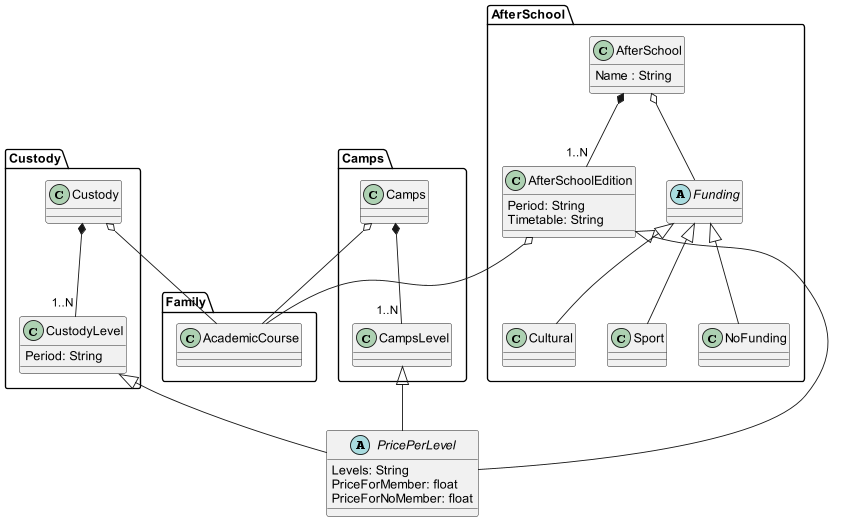 AfterSchool
C AfterSchool
Name : String
1..N
C AfterSchoolEdition
Period: String
Timetable: String
A Funding
C Cultural
C Sport
C NoFunding
Custody
C Custody
1..N
C CustodyLevel
Period: String
Camps
C Camps
1..N
C CampsLevel
Family
C AcademicCourse
A PricePerLevel
Levels: String
PriceForMember: float
PriceForNoMember: float